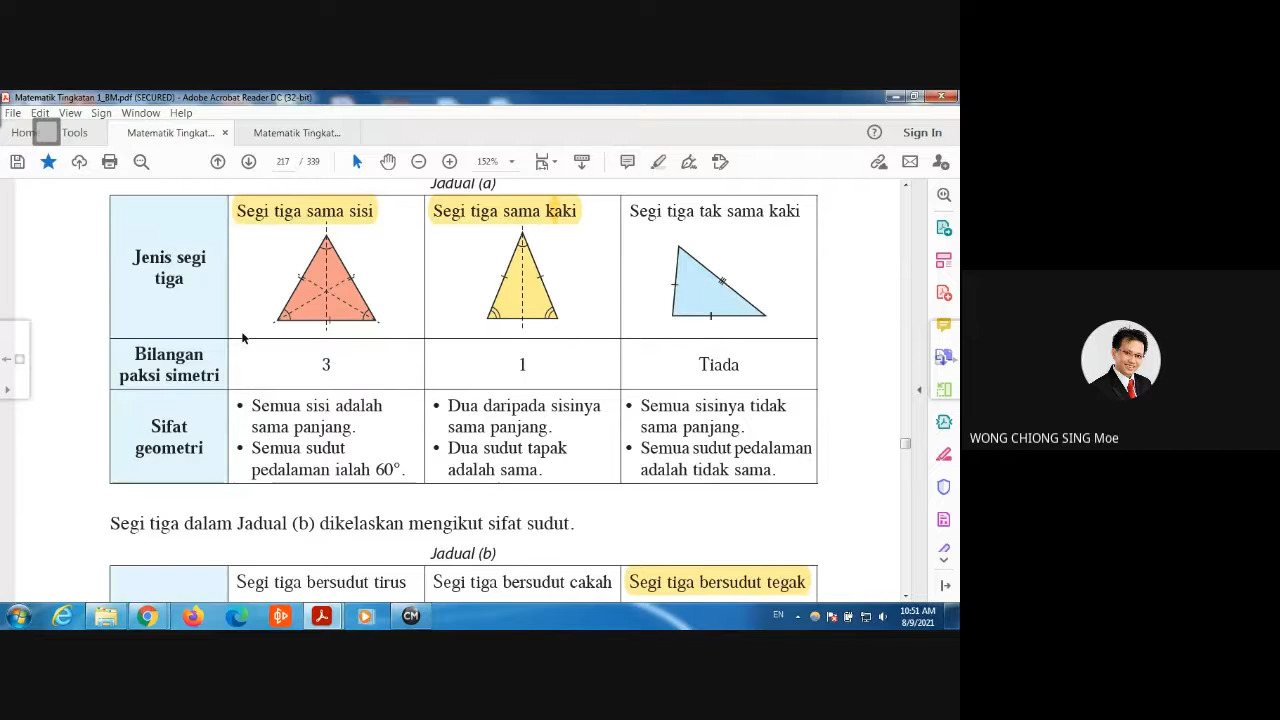 Matematik Tingkatan 1_BM.pdf (SECURED) - Adobe Acrobat Reader DC (32-bit)
File Edit View Sign Window Help
Home Tools Matematik Tingkat... × Matematik Tingkat... Sign In
217 / 339 152%
Jadual (a)
Jenis segi tiga
Segi tiga sama sisi
Segi tiga sama kaki
Segi tiga tak sama kaki
Bilangan
paksi simetri
3
1
Tiada
Sifat
geometri
• Semua sisi adalah
sama panjang.
• Semua sudut
pedalaman ialah 60°.
• Dua daripada sisinya
sama panjang.
• Dua sudut tapak
adalah sama.
• Semua sisinya tidak
sama panjang.
• Semua sudut pedalaman
adalah tidak sama.
Segi tiga dalam Jadual (b) dikelaskan mengikut sifat sudut.
Jadual (b)
Segi tiga bersudut tirus
Segi tiga bersudut cakah
Segi tiga bersudut tegak
CM
EN
10:51 AM
8/9/2021
WONG CHIONG SING Moe